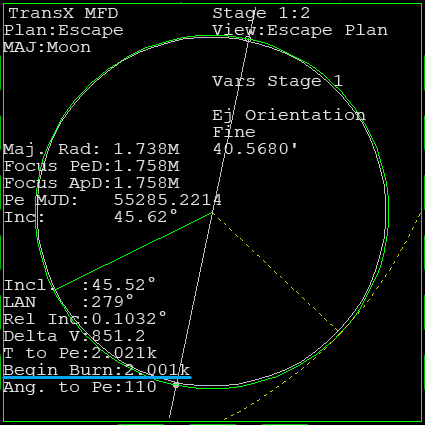 TransX MFD Stage 1:2
Plan:Escape View:Escape Plan
MAJ:Moon
Vars Stage 1
Ej Orientation
Fine
Maj. Rad: 1.738M 40.5680'
Focus PeD:1.758M
Focus ApD:1.758M
Pe MJD: 55285.2214
Inc: 45.62°
Incl. :45.52°
LAN :279°
Rel Inc:0.1032°
Delta V:851.2
T to Pe:2.021k
Begin Burn:2.001k
Ang. to Pe:110